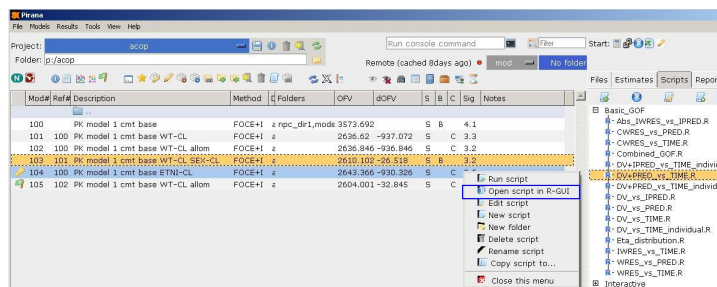 Pirana
File Models Results Tools View Help
Project: acop Run console command Filter Start:
Folder: p:/acop Remote (cached 8days ago) mod No folder
Files Estimates Scripts Repor
Mod# Ref# Description Method D Folders OFV dOFV S B C Sig Notes
..
100 PK model 1 cmt base FOCE+I a npc_dir1,mode 3573.692 S B 4.1
101 100 PK model 1 cmt base WT-CL FOCE+I a 2636.62 -937.072 S C 3.3
102 100 PK model 1 cmt base WT-CL allom FOCE+I a 2636.846 -936.846 S C 3.2
103 101 PK model 1 cmt base WT-CL SEX-CL FOCE+I a 2610.102 -26.518 S B 3.2
104 100 PK model 1 cmt base ETNI-CL FOCE+I a 2643.366 -930.326 S C
105 102 PK model 1 cmt base WT-CL allom FOCE+I a 2604.001 -32.845 S C
Run script
Open script in R-GUI
Edit script
New script
New folder
Delete script
Rename script
Copy script to...
Close this menu
Basic_GOF
Abs_IWRES_vs_IPRED.R
CWRES_vs_PRED.R
CWRES_vs_TIME.R
Combined_GOF.R
DV+IPRED_vs_TIME_individ
DV+PRED_vs_TIME.R
DV+PRED_vs_TIME_individ
DV_vs_IPRED.R
DV_vs_PRED.R
DV_vs_TIME.R
DV_vs_TIME_individual.R
Eta_distribution.R
IWRES_vs_TIME.R
WRES_vs_PRED.R
WRES_vs_TIME.R
Interactive